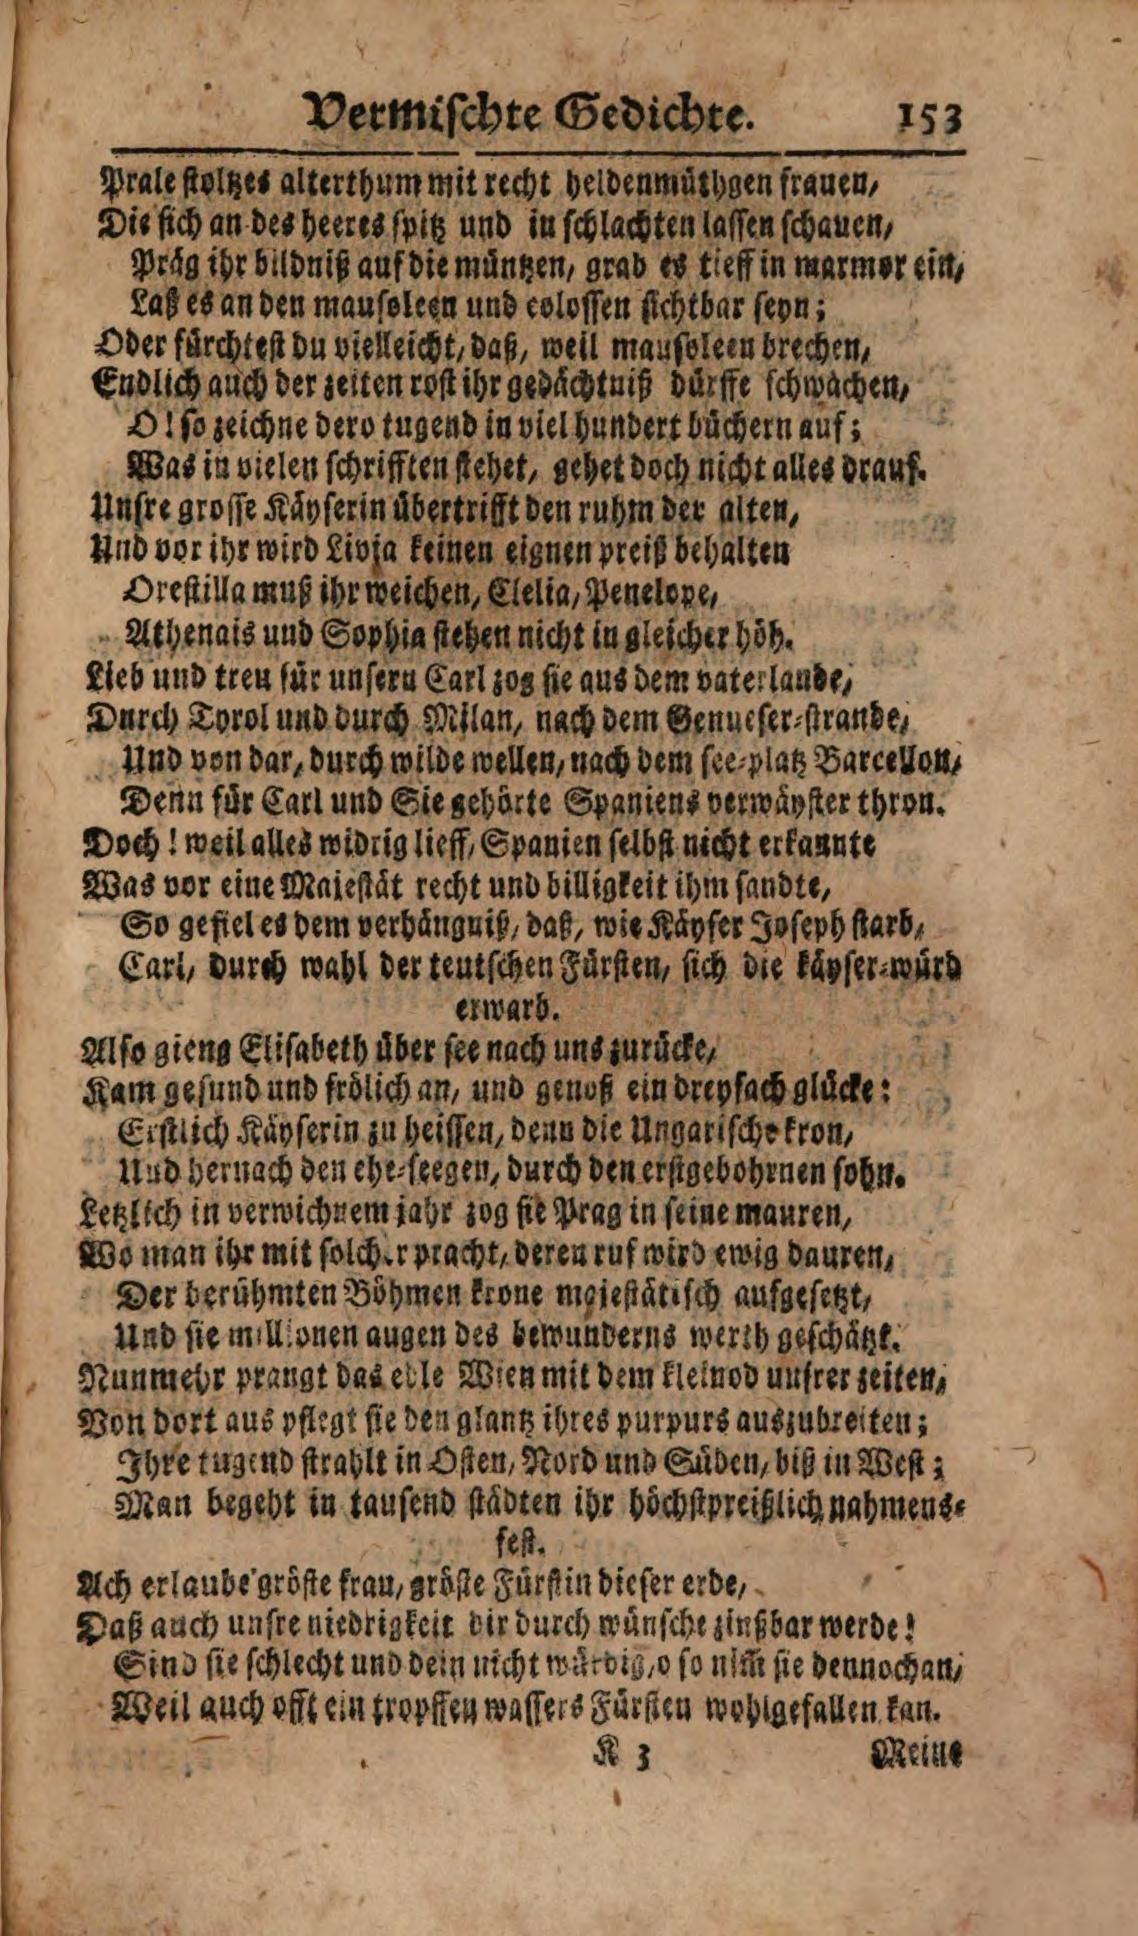 Vermischte Gedichte. 153
Prale stoltzes alterthum mit recht heldenmüthgen frauen/
Die sich an des heeres spitz und in schlachten lassen schauen/
Präg ihr bildniß auf die müntzen/ grab es tieff in marmor ein/
Laß es an den mausoleen und colossen sichtbar seyn;
Oder fürchtest du vielleicht/ daß, weil mausoleen brechen/
Endlich auch der zeiten rost ihr gedächtniß dürffe schwächen/
O! so zeichne dero tugend in viel hundert büchern auf;
Was in vielen schrifften stehet, gehet doch nicht alles drauf.
Unsre grosse Käyserin übertrifft den ruhm der alten,
Und vor ihr wird Livja keinen eignen preiß behalten
Orestilla muß ihr weichen, Clelia/ Penelope/
Athenais und Sophia stehen nicht in gleicher höh.
Lieb und treu für unsern Carl zog sie aus dem vaterlande/
Durch Tyrol und durch Milan, nach dem Genueser-strande/
Und von dar, durch wilde wellen/ nach dem see-platz Barcellon/
Denn für Carl und Sie gehörte Spaniens verwäyster thron.
Doch! weil alles widrig lieff/ Spanien selbst nicht erkannte
Was vor eine Majestät recht und billigkeit ihm sandte,
So gefiel es dem verhängniß/ daß, wie Käyser Joseph starb,
Carl/ durch wahl der teutschen Fürsten/ sich die käyser-würd
erwarb.
Also gieng Elisabeth über see nach uns zurücke/
Kam gesund und frölich an/ und genoß ein dreyfach glücke:
Erstlich Käyserin zu heissen, denn die Ungarische kron/
Und hernach den ehe-seegen, durch den erstgebohrnen sohn.
Letzlich in verwichnem jahr zog sie Prag in seine mauren,
Wo man ihr mit solcher pracht, deren ruf wird ewig dauren,
Der berühmten Böhmen krone majestätisch aufgesetzt/
Und sie millionen augen des bewunderns werth geschätzt.
Nunmehr prangt das edle Wien mit dem kleinod unsrer zeiten,
Von dort aus pflegt sie den glantz ihres purpurs auszubreiten;
Ihre tugend strahlt in Osten/ Nord und Süden, biß in West;
Man begeht in tausend städten ihr höchstpreißlich nahmens-
fest.
Ach erlaube gröste frau/ gröste Fürstin dieser erde/
Daß auch unsre niedrigkeit dir durch wünsche zinßbar werde!
Sind sie schlecht und dein nicht würdig, o so nim̄ sie dennoch an/
Weil auch offt ein tropffen wassers Fürsten wohlgefallen kan.
K 3 Meine